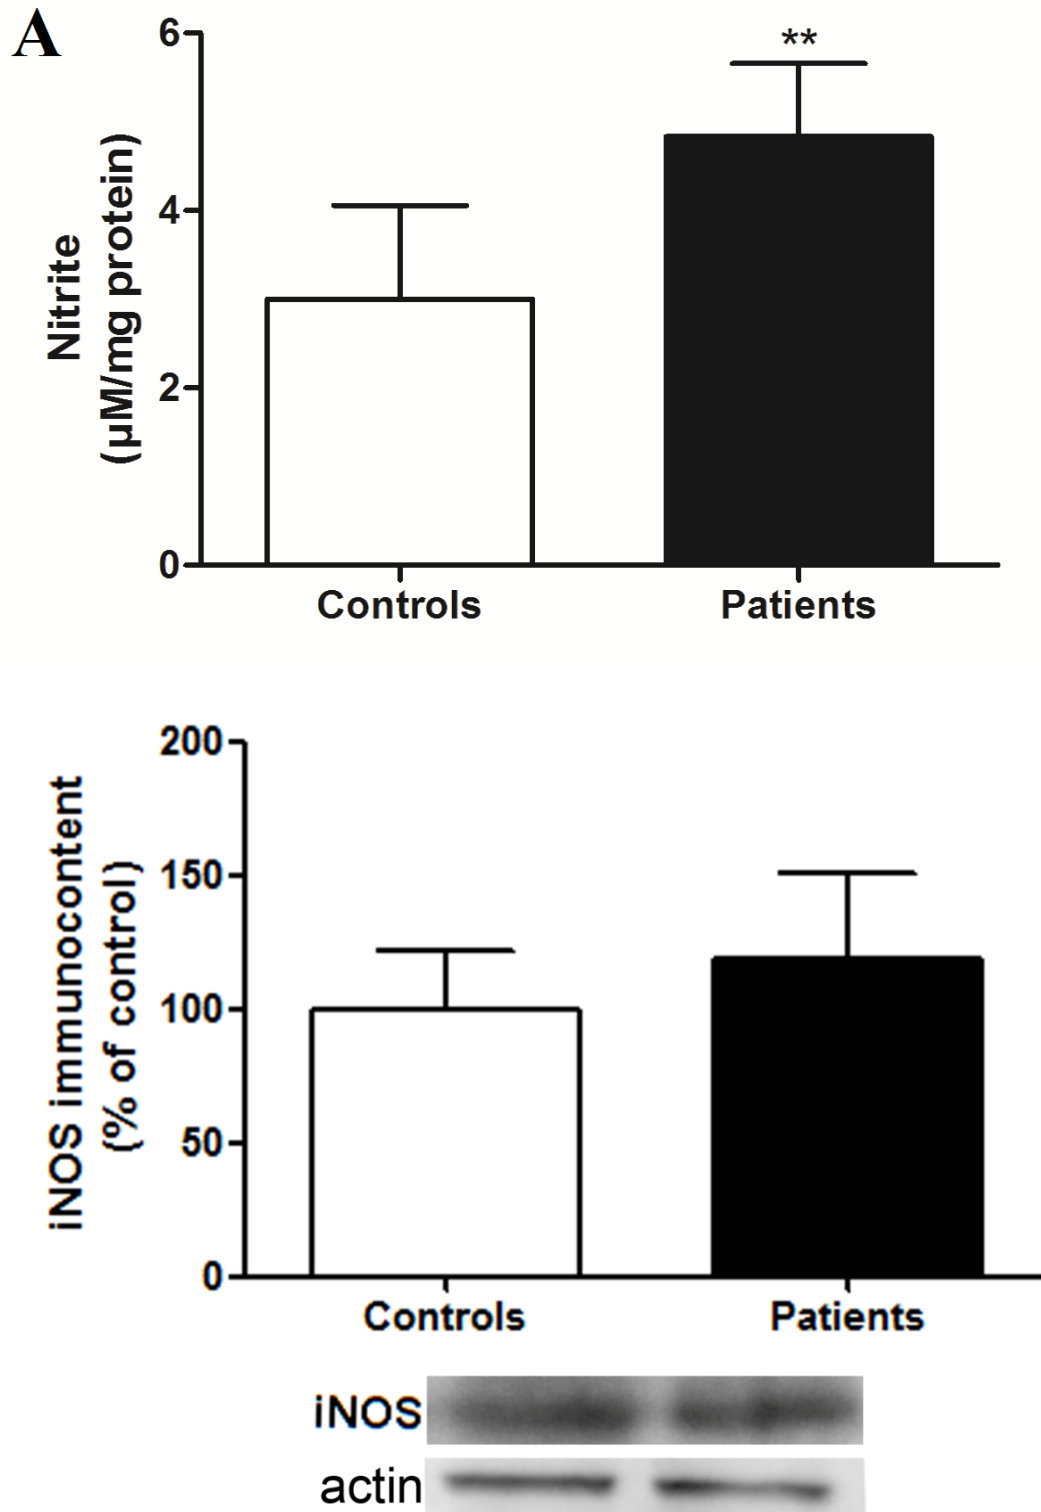 A
6
**
4
2
0
Nitrite
(µM/mg protein)
Controls Patients
200
150
100
50
0
iNOS immunocontent
(% of control)
Controls Patients
iNOS
actin